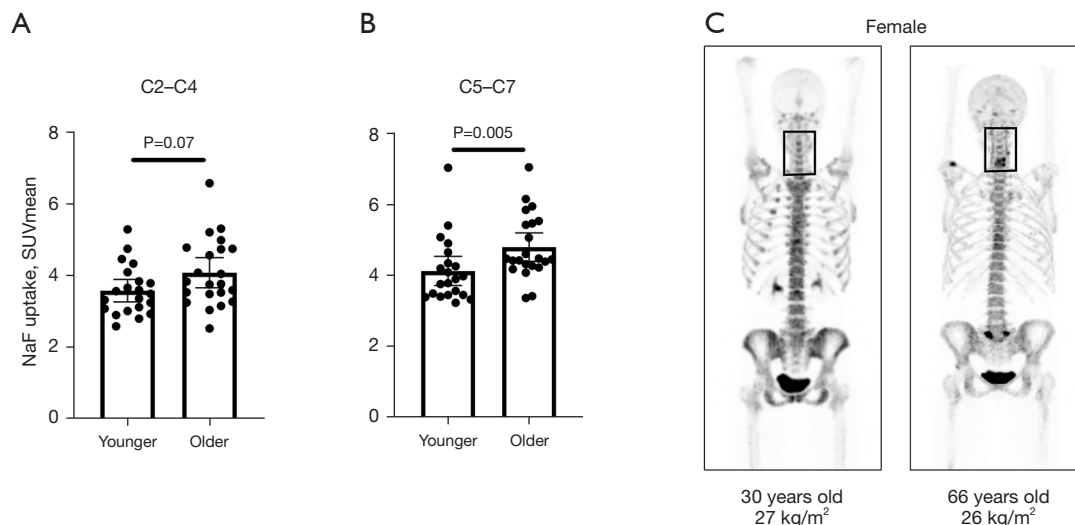 A
C2–C4
NaF uptake, SUVmean
8
6
4
2
0
P=0.07
Younger
Older
B
C5–C7
8
6
4
2
0
P=0.005
Younger
Older
C
Female
30 years old
27 kg/m²
66 years old
26 kg/m²